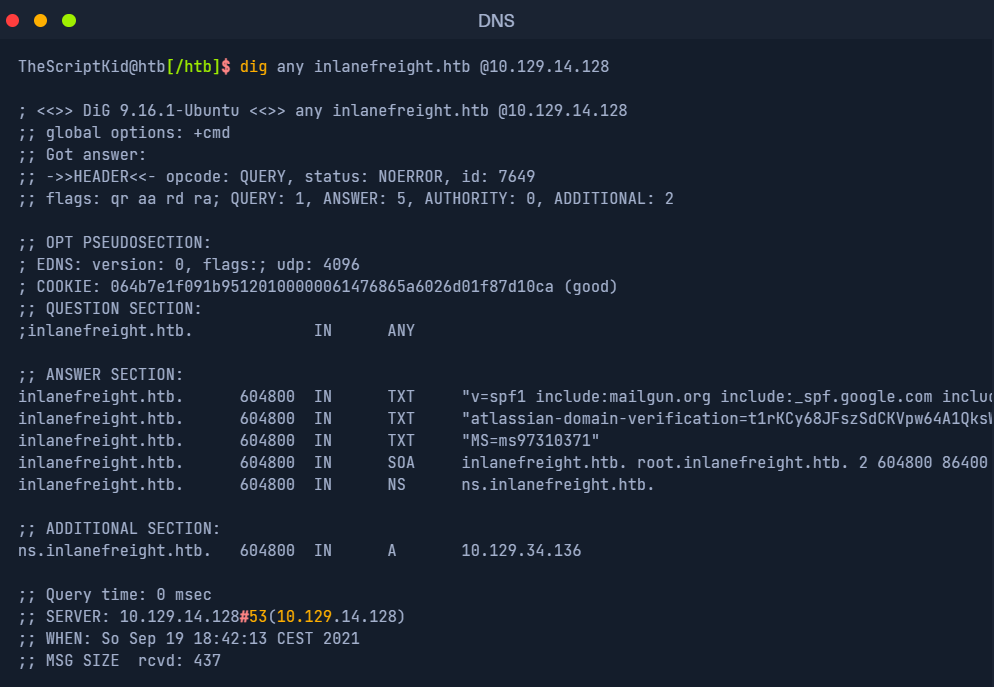 DNS
TheScriptKid@htb[/htb]$ dig any inlanefreight.htb @10.129.14.128
; <<>> DiG 9.16.1-Ubuntu <<>> any inlanefreight.htb @10.129.14.128
;; global options: +cmd
;; Got answer:
;; ->>HEADER<<- opcode: QUERY, status: NOERROR, id: 7649
;; flags: qr aa rd ra; QUERY: 1, ANSWER: 5, AUTHORITY: 0, ADDITIONAL: 2
;; OPT PSEUDOSECTION:
; EDNS: version: 0, flags:; udp: 4096
; COOKIE: 064b7e1f091b95120100000061476865a6026d01f87d10ca (good)
;; QUESTION SECTION:
;inlanefreight.htb.             IN      ANY
;; ANSWER SECTION:
inlanefreight.htb.      604800  IN      TXT     "v=spf1 include:mailgun.org include:_spf.google.com includ
inlanefreight.htb.      604800  IN      TXT     "atlassian-domain-verification=t1rKCy68JFszSdCKVpw64A1QksW
inlanefreight.htb.      604800  IN      TXT     "MS=ms97310371"
inlanefreight.htb.      604800  IN      SOA     inlanefreight.htb. root.inlanefreight.htb. 2 604800 86400
inlanefreight.htb.      604800  IN      NS      ns.inlanefreight.htb.
;; ADDITIONAL SECTION:
ns.inlanefreight.htb.   604800  IN      A       10.129.34.136
;; Query time: 0 msec
;; SERVER: 10.129.14.128#53(10.129.14.128)
;; WHEN: So Sep 19 18:42:13 CEST 2021
;; MSG SIZE  rcvd: 437